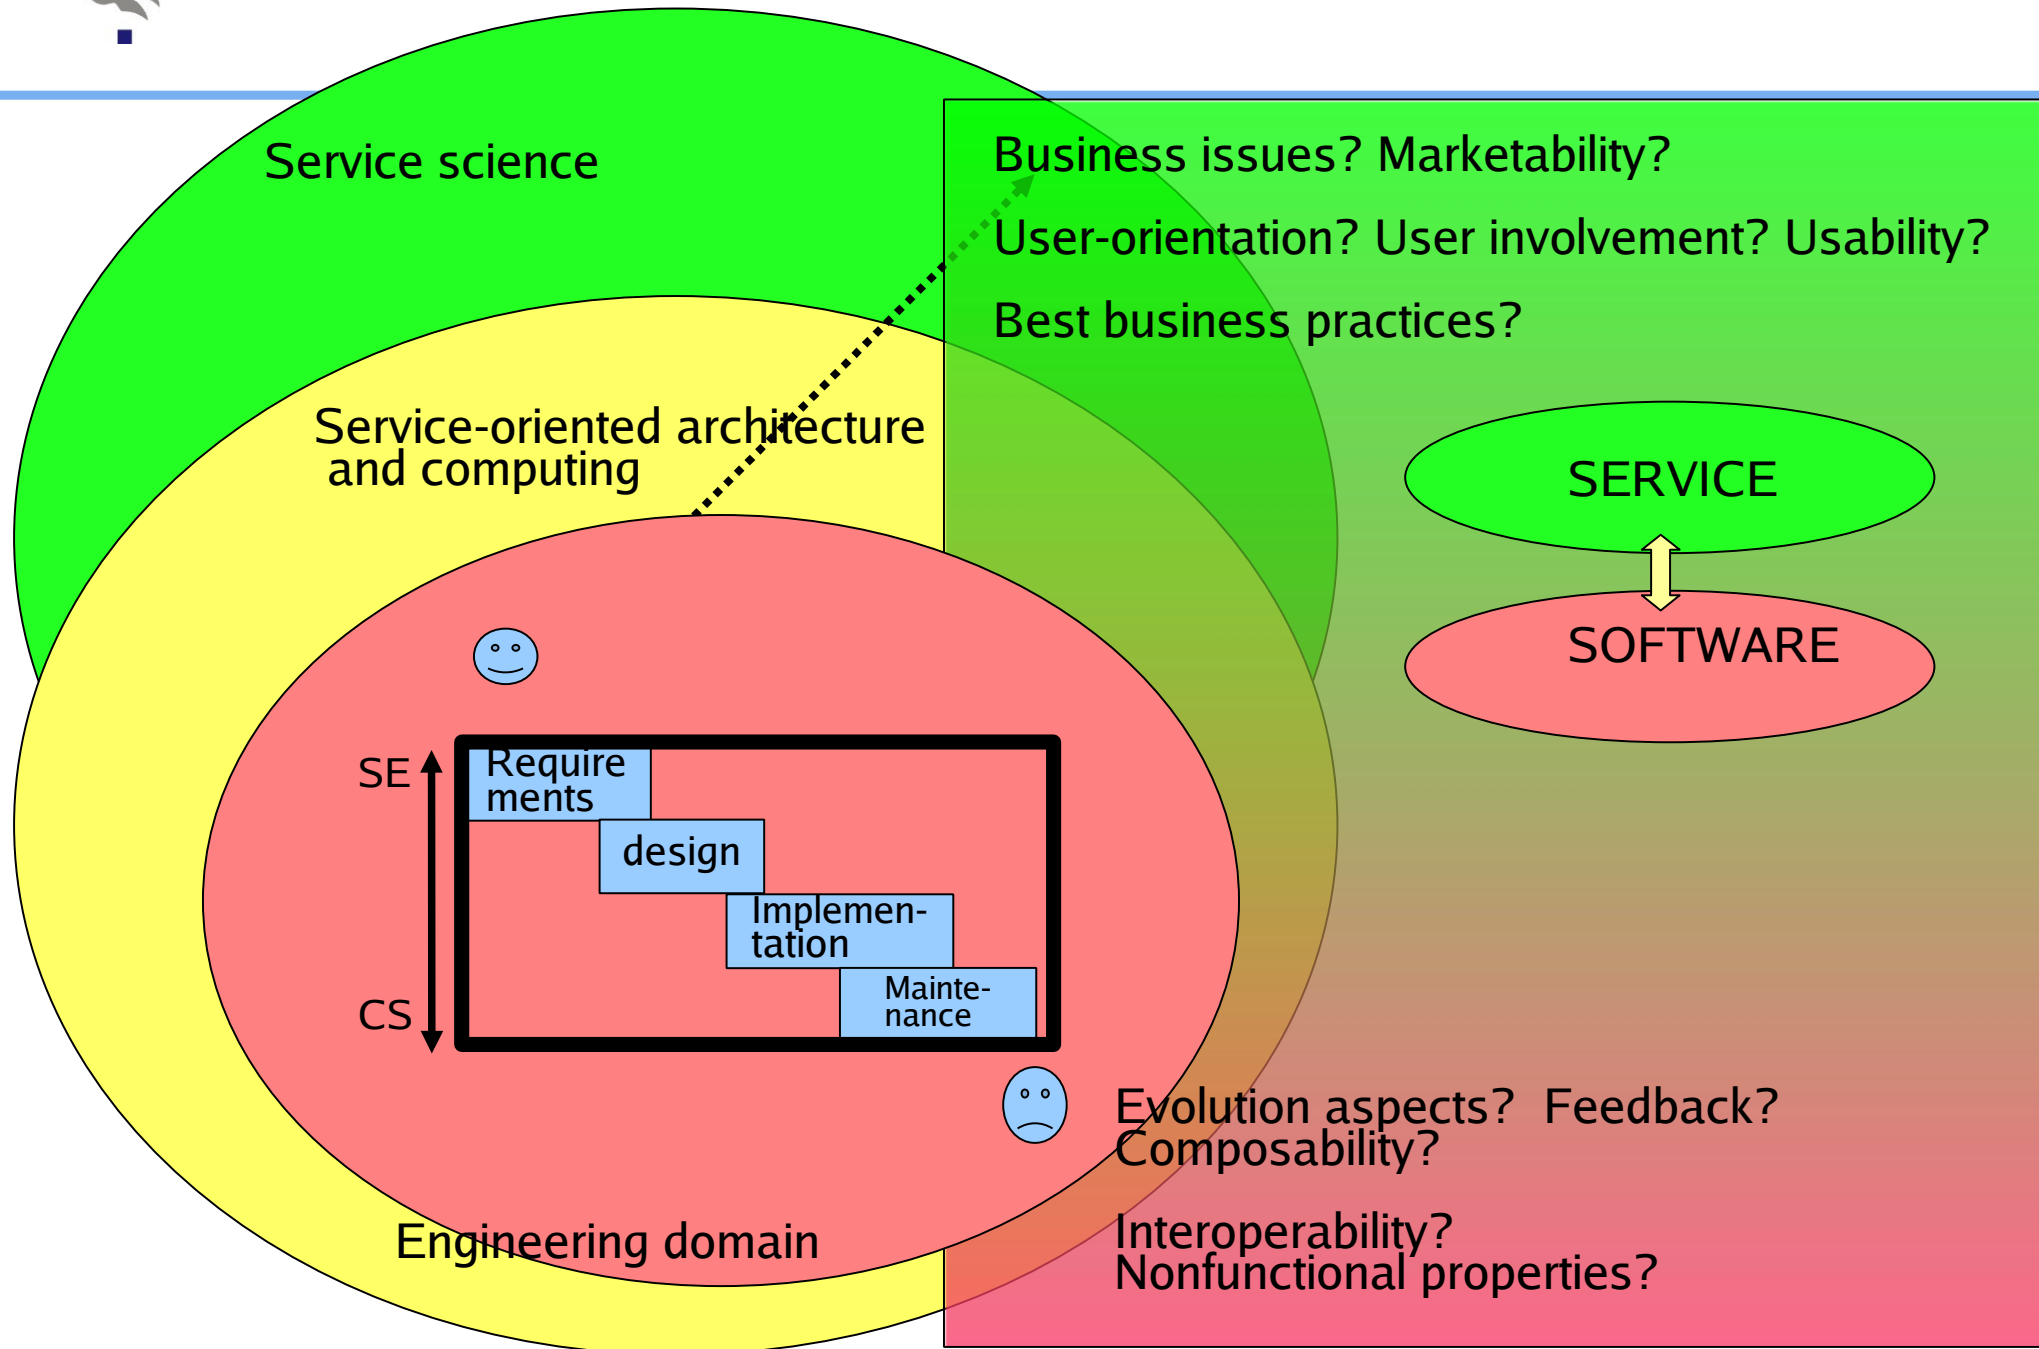 Service science
Business issues? Marketability?
User-orientation? User involvement? Usability?
Best business practices?
Service-oriented architecture
and computing
SERVICE
SOFTWARE
SE
Require
ments
design
Implemen-
tation
CS
Mainte-
nance
Evolution aspects?  Feedback?
Composability?
Engineering domain
Interoperability?
Nonfunctional properties?